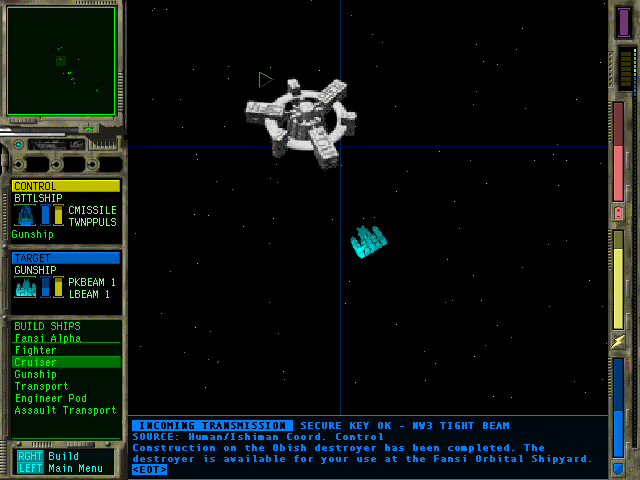 CONTROL
BTTLSHIP
CMISSILE
TWNPPULS
Gunship
TARGET
GUNSHIP
PKBEAM 1
LBEAM 1
BUILD SHIPS
Fansi Alpha
Fighter
Cruiser
Gunship
Transport
Engineer Pod
Assault Transport
RGHT Build
LEFT Main Menu
INCOMING TRANSMISSION SECURE KEY OK - NW3 TIGHT BEAM
SOURCE: Human/Ishiman Coord. Control
Construction on the Obish destroyer has been completed. The
destroyer is available for your use at the Fansi Orbital Shipyard.
<EOT>